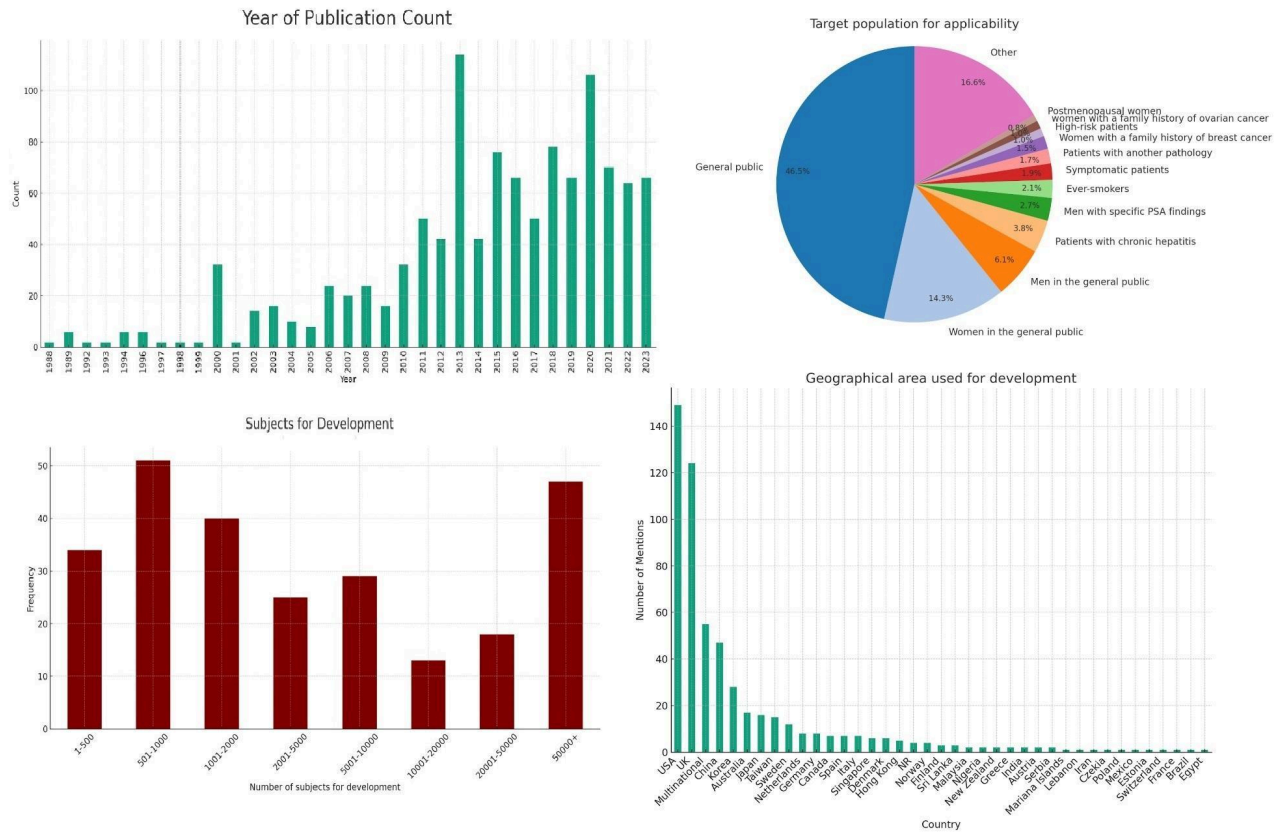 Year of Publication Count
Count
100
80
60
40
20
0
1988
1989
1992
1993
1994
1996
1997
1998
1999
2000
2001
2002
2003
2004
2005
2006
2007
2008
2009
2010
2011
2012
2013
2014
2015
2016
2017
2018
2019
2020
2021
2022
2023
Year
Target population for applicability
Other
16.6%
Postmenopausal women
women with a family history of ovarian cancer
0.8%
High-risk patients
1.0%
Women with a family history of breast cancer
1.5%
Patients with another pathology
1.7%
Symptomatic patients
1.9%
Ever-smokers
2.1%
Men with specific PSA findings
2.7%
Patients with chronic hepatitis
3.8%
Men in the general public
6.1%
Women in the general public
14.3%
General public
46.5%
Subjects for Development
Frequency
50
40
30
20
10
0
1-500
501-1000
1001-2000
2001-5000
5001-10000
10001-20000
20001-50000
50000+
Number of subjects for development
Geographical area used for development
Number of Mentions
140
120
100
80
60
40
20
0
USA
UK
Multinational
China
Korea
Australia
Japan
Taiwan
Sweden
Netherlands
Germany
Canada
Spain
Italy
Singapore
Denmark
Hong Kong
NR
Norway
Finland
Sri Lanka
Malaysia
Nigeria
New Zealand
Greece
India
Austria
Serbia
Mariana Islands
Lebanon
Iran
Czekia
Poland
Mexico
Estonia
Switzerland
France
Brazil
Egypt
Country